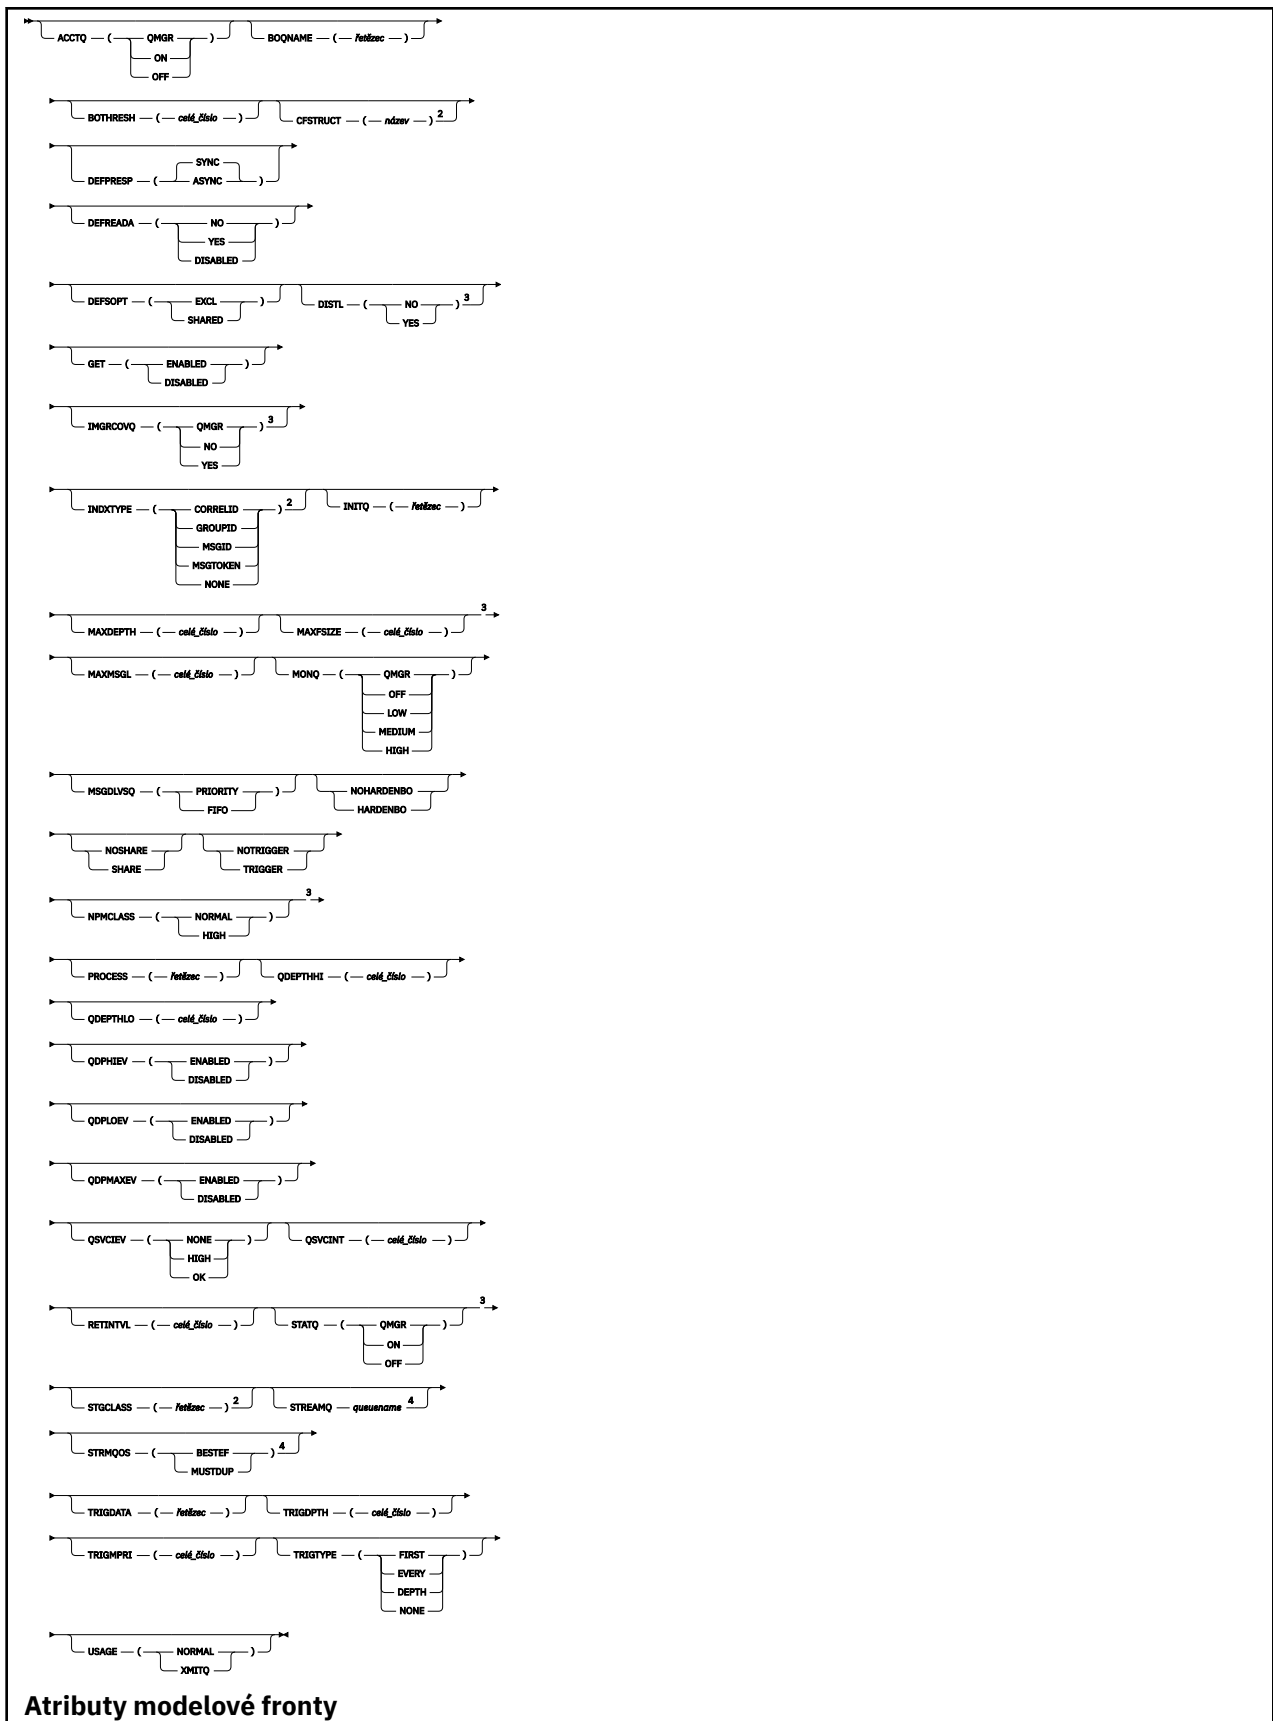 ACCTQ ( QMGR ) BOQNAME ( řetězec )
ON
OFF
BOTHRESH ( celé_číslo ) CFSTRUCT ( název ) 2
SYNC
DEFPRESP ( ASYNC )
DEFREADA ( NO )
YES
DISABLED
DEFSOPT ( EXCL ) DISTL ( NO ) 3
SHARED YES
GET ( ENABLED )
DISABLED
IMGRCOVQ ( QMGR ) 3
NO
YES
INDXTYPE ( CORRELID ) 2 INITQ ( řetězec )
GROUPID
MSGID
MSGTOKEN
NONE
MAXDEPTH ( celé_číslo ) MAXFSIZE ( celé_číslo ) 3
MAXMSGL ( celé_číslo ) MONQ ( QMGR )
OFF
LOW
MEDIUM
HIGH
MSGDLVSQ ( PRIORITY ) NOHARDENBO
FIFO HARDENBO
NOSHARE NOTRIGGER
SHARE TRIGGER
NPMCLASS ( NORMAL ) 3
HIGH
PROCESS ( řetězec ) QDEPTHHI ( celé_číslo )
QDEPTHLO ( celé_číslo )
QDPHIEV ( ENABLED )
DISABLED
QDPLOEV ( ENABLED )
DISABLED
QDPMAXEV ( ENABLED )
DISABLED
QSVCIEV ( NONE ) QSVCINT ( celé_číslo )
HIGH
OK
RETINTVL ( celé_číslo ) STATQ ( QMGR ) 3
ON
OFF
STGCLASS ( řetězec ) 2 STREAMQ queuename 4
STRMQOS ( BESTEF ) 4
MUSTDUP
TRIGDATA ( řetězec ) TRIGDPTH ( celé_číslo )
TRIGMPRI ( celé_číslo ) TRIGTYPE ( FIRST )
EVERY
DEPTH
NONE
USAGE ( NORMAL )
XMITQ
Atributy modelové fronty